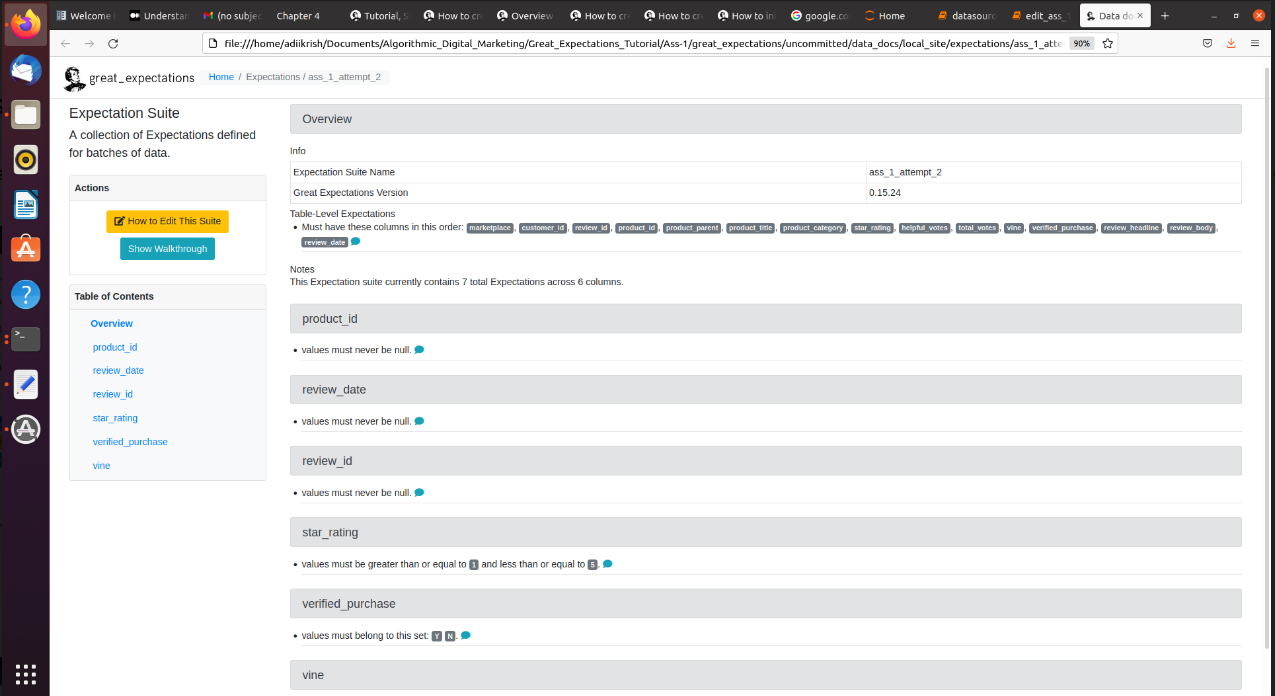 Welcome
Understan
(no subjec
Chapter 4
Tutorial, S
How to cr
Overview
How to cr
How to cr
How to in
google.co
Home
datasour
edit_ass_1
Data do
file:///home/adiikrish/Documents/Algorithmic_Digital_Marketing/Great_Expectations_Tutorial/Ass-1/great_expectations/uncommitted/data_docs/local_site/expectations/ass_1_atte
90%
great_expectations
Home / Expectations / ass_1_attempt_2
Expectation Suite
A collection of Expectations defined
for batches of data.
Actions
How to Edit This Suite
Show Walkthrough
Table of Contents
Overview
product_id
review_date
review_id
star_rating
verified_purchase
vine
Overview
Info
Expectation Suite Name ass_1_attempt_2
Great Expectations Version 0.15.24
Table-Level Expectations
• Must have these columns in this order: marketplace, customer_id, review_id, product_id, product_parent, product_title, product_category, star_rating, helpful_votes, total_votes, vine, verified_purchase, review_headline, review_body,
review_date
Notes
This Expectation suite currently contains 7 total Expectations across 6 columns.
product_id
• values must never be null.
review_date
• values must never be null.
review_id
• values must never be null.
star_rating
• values must be greater than or equal to 1 and less than or equal to 5.
verified_purchase
• values must belong to this set: Y N.
vine